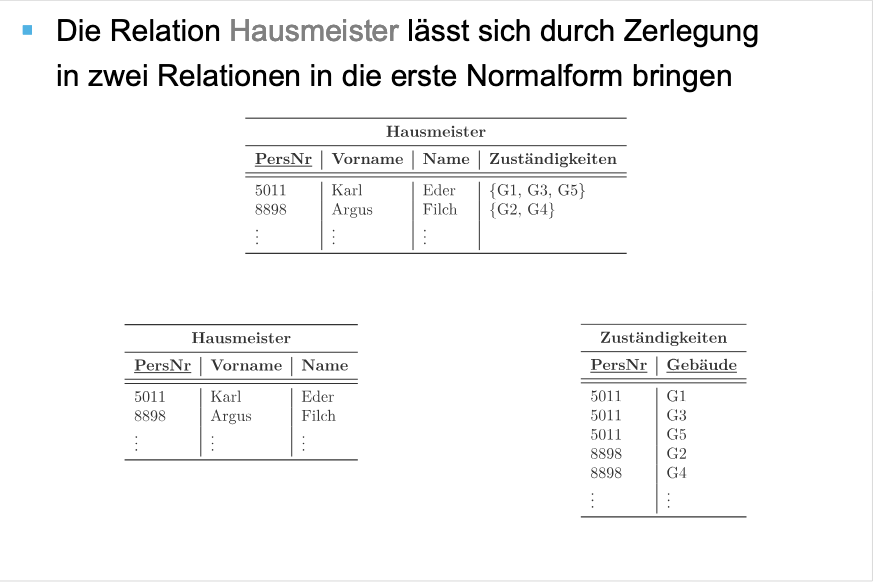 Die Relation Hausmeister lässt sich durch Zerlegung
in zwei Relationen in die erste Normalform bringen
Hausmeister
PersNr Vorname Name Zuständigkeiten
5011 Karl Eder {G1, G3, G5}
8898 Argus Filch {G2, G4}
⋮ ⋮ ⋮
Hausmeister
PersNr Vorname Name
5011 Karl Eder
8898 Argus Filch
⋮ ⋮ ⋮
Zuständigkeiten
PersNr Gebäude
5011 G1
5011 G3
5011 G5
8898 G2
8898 G4
⋮ ⋮